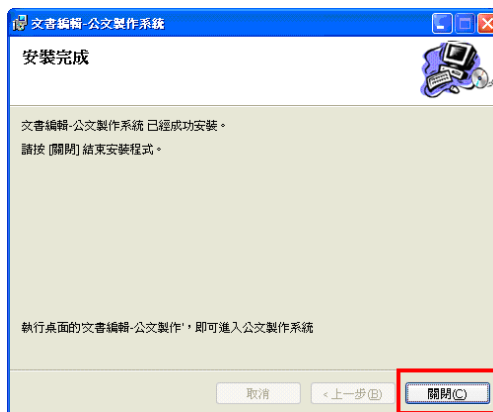 文書編輯-公文製作系統
安裝完成
文書編輯-公文製作系統 已經成功安裝。
請按 [關閉] 結束安裝程式。
執行桌面的'文書編輯-公文製作'，即可進入公文製作系統
取消
<上一步(B)
關閉(C)